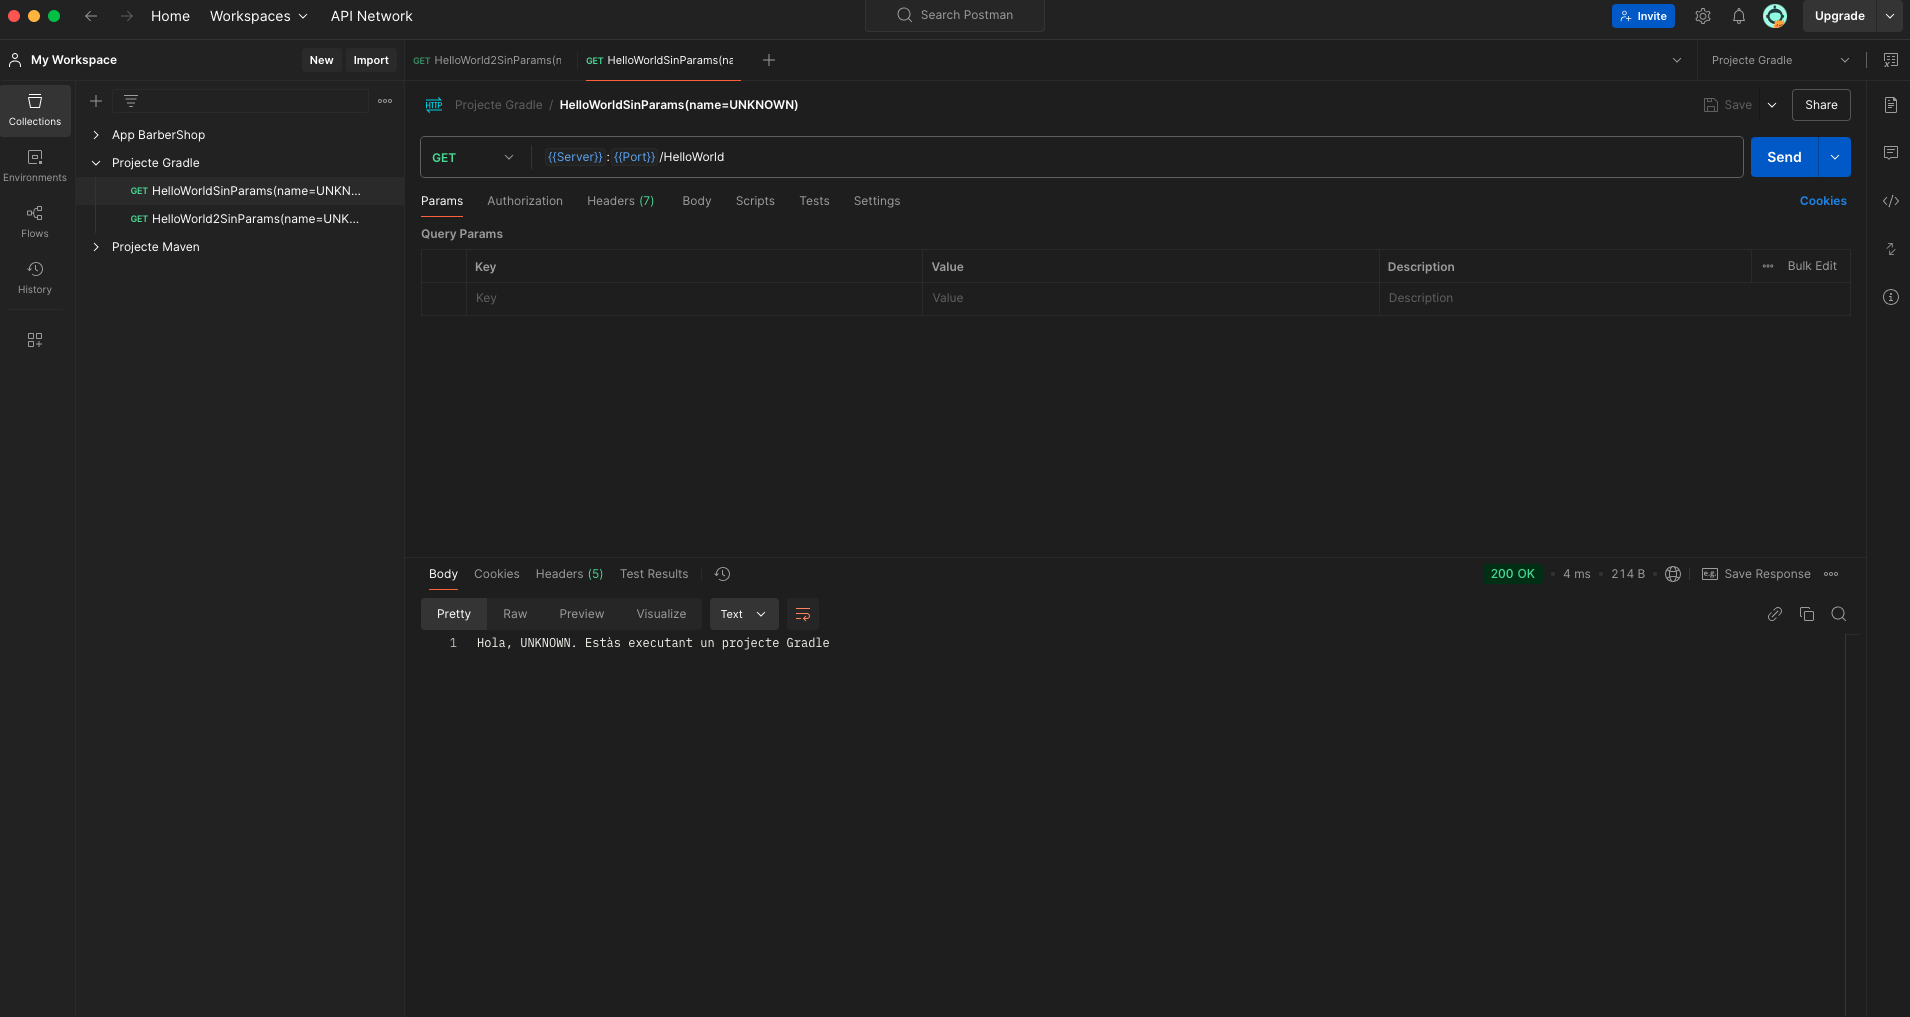 Home Workspaces API Network Search Postman Invite Upgrade
My Workspace New Import
GET HelloWorld2SinParams(n GET HelloWorldSinParams(na Projecte Gradle
Collections
Environments
Flows
History
App BarberShop
Projecte Gradle
GET HelloWorldSinParams(name=UNKN...
GET HelloWorld2SinParams(name=UNK...
Projecte Maven
HTTP Projecte Gradle / HelloWorldSinParams(name=UNKNOWN) Save Share
GET {{Server}} : {{Port}} /HelloWorld Send
Params Authorization Headers (7) Body Scripts Tests Settings Cookies
Query Params
Key Value Description Bulk Edit
Key Value Description
Body Cookies Headers (5) Test Results 200 OK 4 ms 214 B e.g. Save Response
Pretty Raw Preview Visualize Text
1 Hola, UNKNOWN. Estàs executant un projecte Gradle